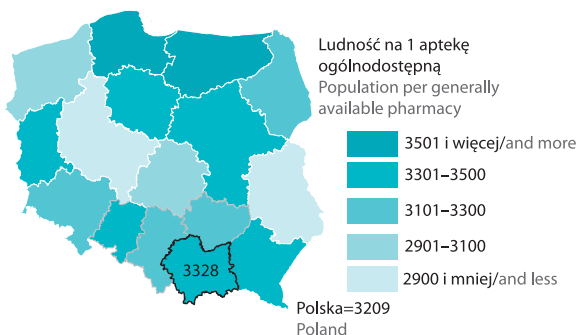 Ludność na 1 aptekę
ogólnodostępną
Population per generally
available pharmacy
3501 i więcej/and more
3301–3500
3101–3300
2901–3100
2900 i mniej/and less
3328
Polska=3209
Poland